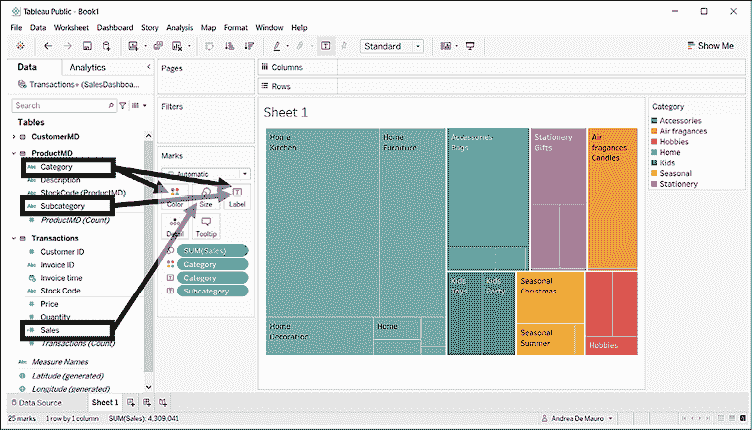 Tableau Public - Book1
File Data Worksheet Dashboard Story Analysis Map Format Window Help
Standard
Show Me
Data Analytics
Transactions+ (SalesDashboa...
Search
Tables
CustomerMD
ProductMD
Abc Category
Description
Abc StockCode (ProductMD)
Abc Subcategory
ProductMD (Count)
Transactions
Customer ID
Abc Invoice ID
Invoice time
Abc Stock Code
Price
Quantity
Sales
Transactions (Count)
Abc Measure Names
Latitude (generated)
Longitude (generated)
Pages
Filters
Marks
Automatic
Color Size Label
Detail Tooltip
SUM(Sales)
Category
Category
Subcategory
Columns
Rows
Sheet 1
Home
Kitchen
Home
Furniture
Home
Decoration
Home
Accessories
Bags
Stationery
Gifts
Air
fragances
Candles
Kids
Kids
Seasonal
Christmas
Seasonal
Summer
Hobbies
Category
Accessories
Air fragances
Hobbies
Home
Kids
Seasonal
Stationery
Data Source Sheet 1
25 marks 1 row by 1 column SUM(Sales): 4,309,041
Andrea De Mauro